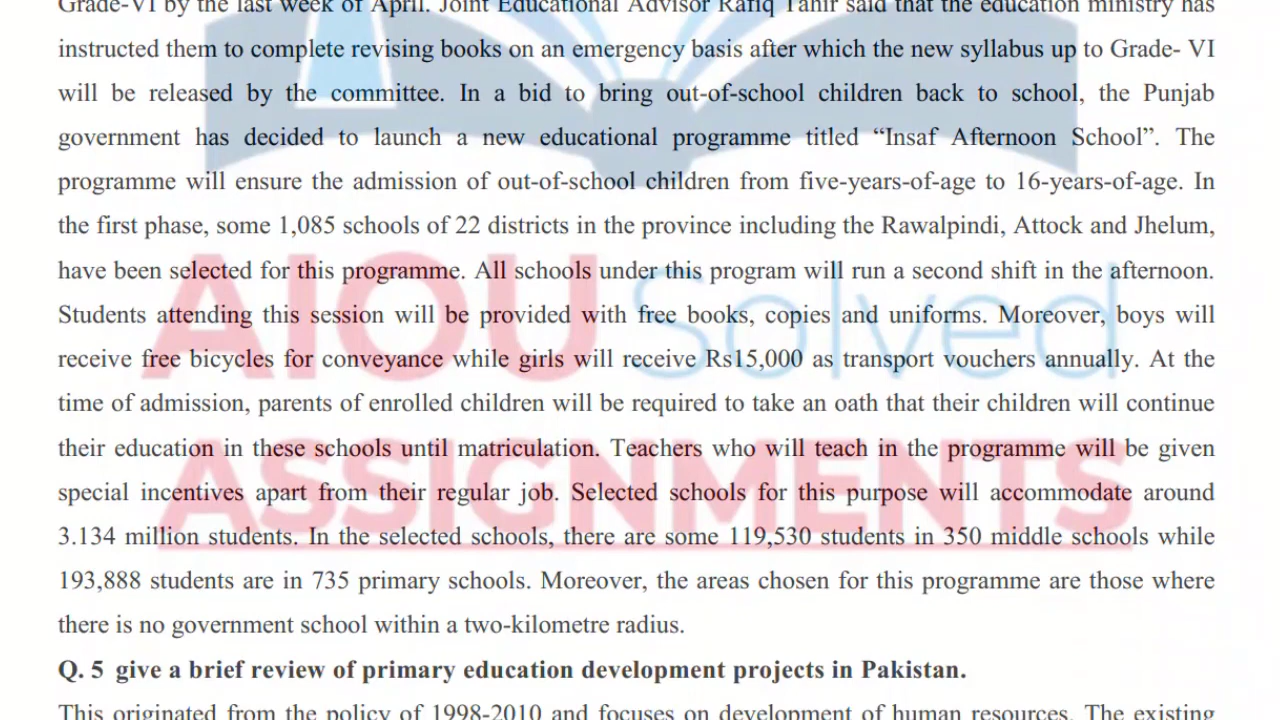 Grade-VI by the last week of April. Joint Educational Advisor Rafiq Tahir said that the education ministry has
instructed them to complete revising books on an emergency basis after which the new syllabus up to Grade- VI
will be released by the committee. In a bid to bring out-of-school children back to school, the Punjab
government has decided to launch a new educational programme titled “Insaf Afternoon School”. The
programme will ensure the admission of out-of-school children from five-years-of-age to 16-years-of-age. In
the first phase, some 1,085 schools of 22 districts in the province including the Rawalpindi, Attock and Jhelum,
have been selected for this programme. All schools under this program will run a second shift in the afternoon.
Students attending this session will be provided with free books, copies and uniforms. Moreover, boys will
receive free bicycles for conveyance while girls will receive Rs15,000 as transport vouchers annually. At the
time of admission, parents of enrolled children will be required to take an oath that their children will continue
their education in these schools until matriculation. Teachers who will teach in the programme will be given
special incentives apart from their regular job. Selected schools for this purpose will accommodate around
3.134 million students. In the selected schools, there are some 119,530 students in 350 middle schools while
193,888 students are in 735 primary schools. Moreover, the areas chosen for this programme are those where
there is no government school within a two-kilometre radius.
Q. 5 give a brief review of primary education development projects in Pakistan.
This originated from the policy of 1998-2010 and focuses on development of human resources. The existing
AIOU Solved
ASSIGNMENTS